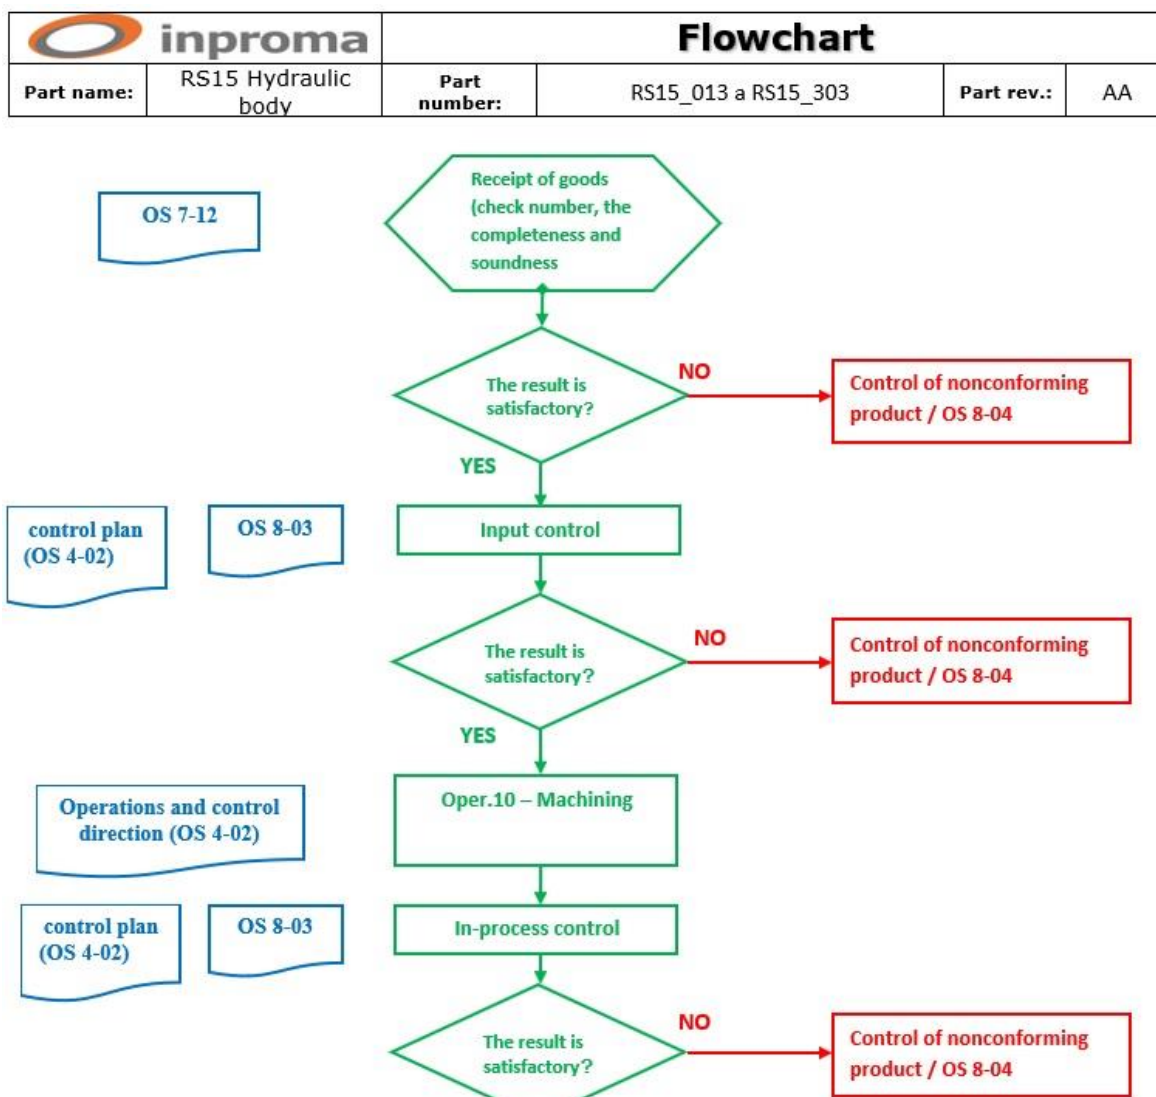 inproma
Flowchart
Part name:
RS15 Hydraulic
body
Part
number:
RS15_013 a RS15_303
Part rev.:
AA
OS 7-12
Receipt of goods
(check number, the
completeness and
soundness
The result is
satisfactory?
NO
Control of nonconforming
product / OS 8-04
YES
control plan
(OS 4-02)
OS 8-03
Input control
The result is
satisfactory?
NO
Control of nonconforming
product / OS 8-04
YES
Operations and control
direction (OS 4-02)
Oper.10 – Machining
control plan
(OS 4-02)
OS 8-03
In-process control
The result is
satisfactory?
NO
Control of nonconforming
product / OS 8-04